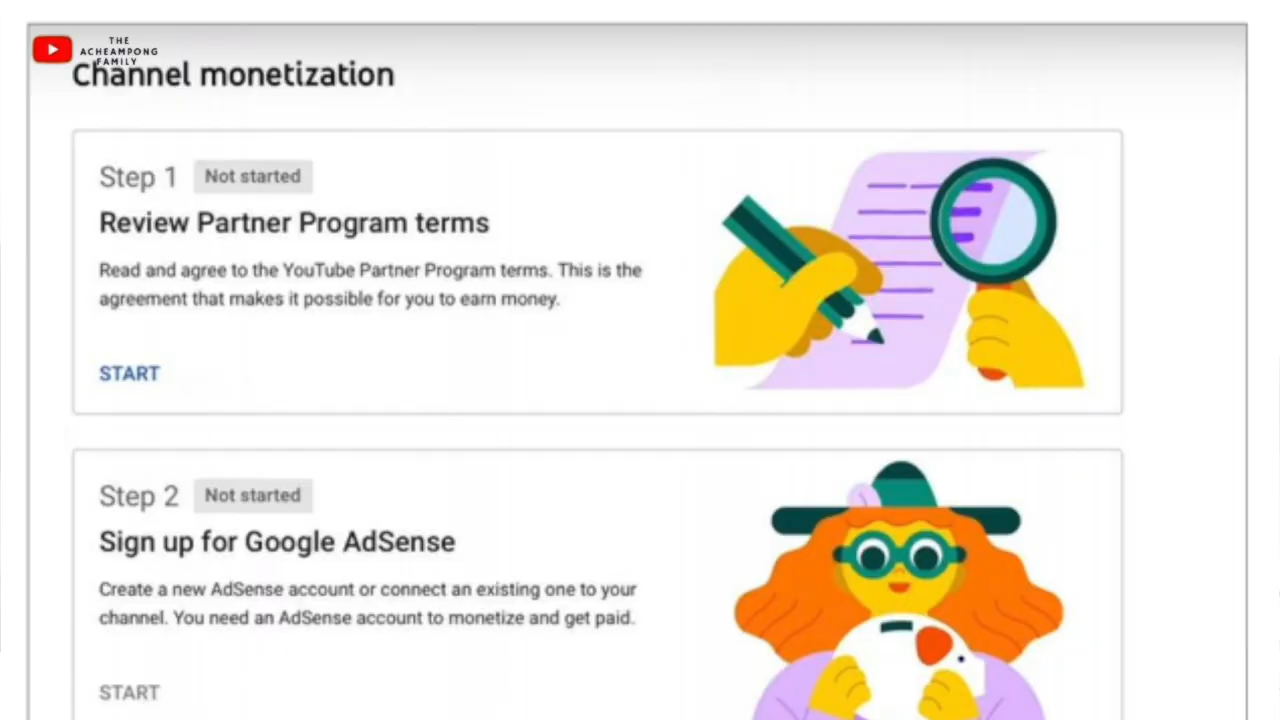 THE
ACHEAMPONG
FAMILY
Channel monetization
Step 1 Not started
Review Partner Program terms
Read and agree to the YouTube Partner Program terms. This is the
agreement that makes it possible for you to earn money.
START
Step 2 Not started
Sign up for Google AdSense
Create a new AdSense account or connect an existing one to your
channel. You need an AdSense account to monetize and get paid.
START